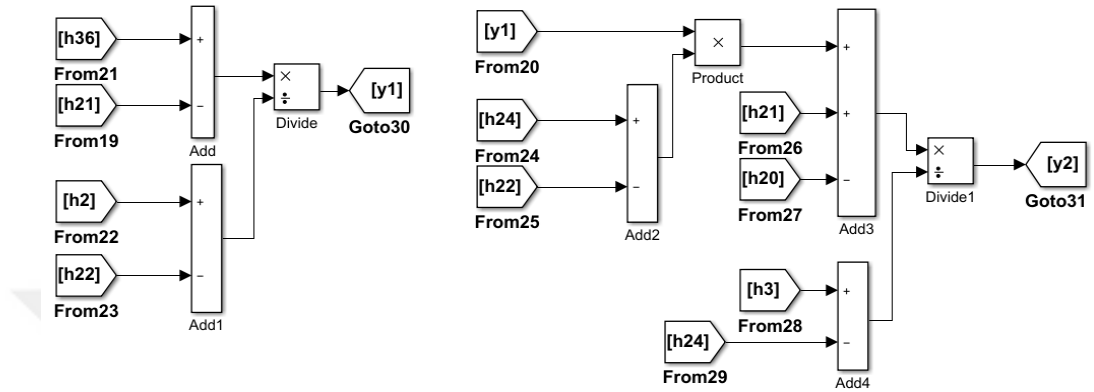 [h36]
+
From21
[h21]
−
From19
Add
×
÷
Divide
[y1]
Goto30
[h2]
+
From22
[h22]
−
From23
Add1
[y1]
From20
×
Product
[h24]
+
From24
[h22]
−
From25
Add2
+
[h21]
+
From26
[h20]
−
From27
Add3
×
÷
Divide1
[y2]
Goto31
[h3]
+
From28
[h24]
−
From29
Add4